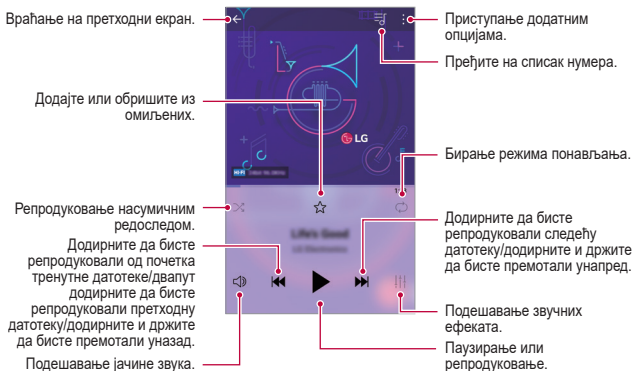 Враћање на претходни екран.
Приступање додатним
опцијама.
Пређите на списак нумера.
Додајте или обришите из
омиљених.
LG
HI-FI
Бирање режима понављања.
Репродуковање насумичним
редоследом.
Life's Good
LG Electronics
Додирните да бисте
репродуковали од почетка
тренутне датотеке/двапут
додирните да бисте
репродуковали претходну
датотеку/додирните и држите
да бисте премотали уназад.
Додирните да бисте
репродуковали следећу
датотеку/додирните и држите
да бисте премотали унапред.
Подешавање звучних
ефеката.
Подешавање јачине звука.
Паузирање или
репродуковање.